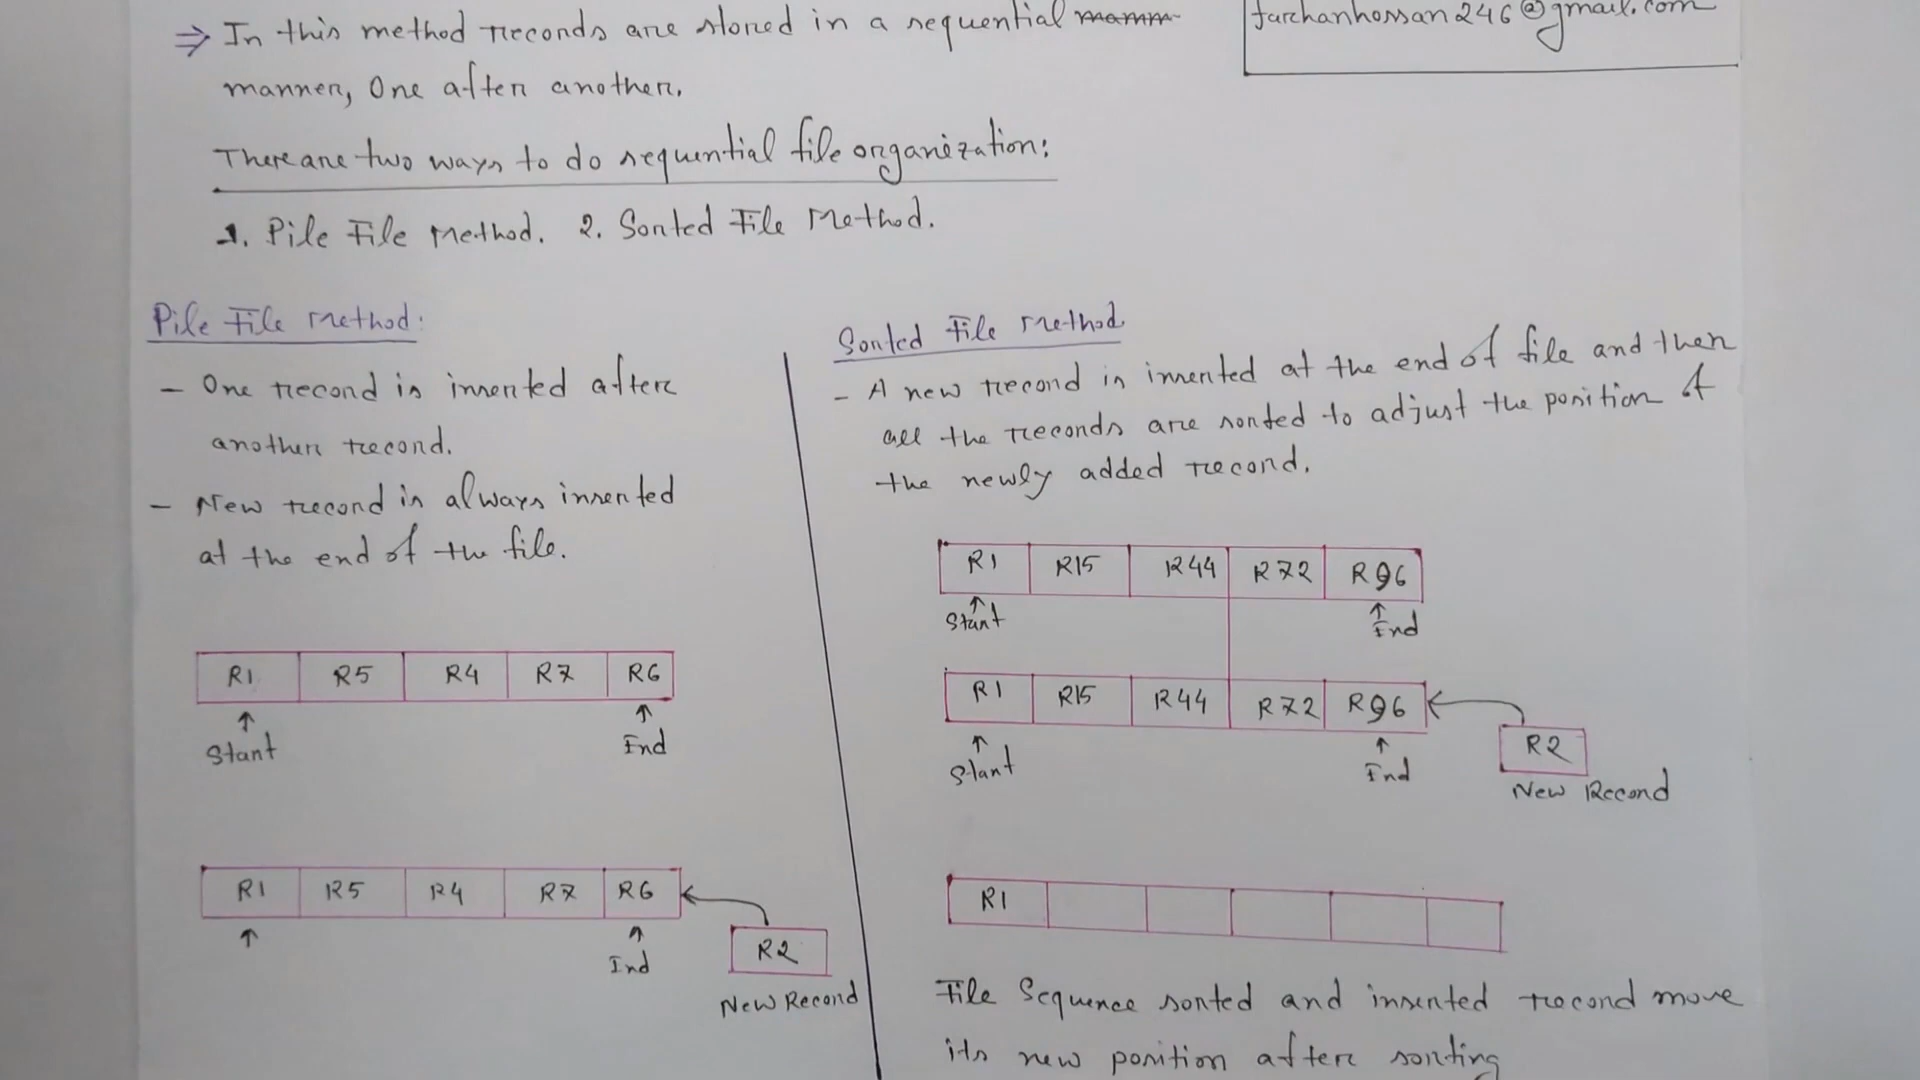 ⇒ In this method records are stored in a sequential
farhanhossan246@gmail.com
manner, One after another.
There are two ways to do sequential file organization:
1. Pile File Method. 2. Sorted File Method.
Pile File Method:
- One record is inserted after
another record.
- New record is always inserted
at the end of the file.
R1 R5 R4 R7 R6
Start End
R1 R5 R4 R7 R6
End
R2
New Record
Sorted File Method
- A new record is inserted at the end of file and then
all the records are sorted to adjust the position of
the newly added record.
R1 R15 R44 R72 R96
Start End
R1 R15 R44 R72 R96
Start End
R2
New Record
R1
File Sequence sorted and inserted record move
its new position after sorting